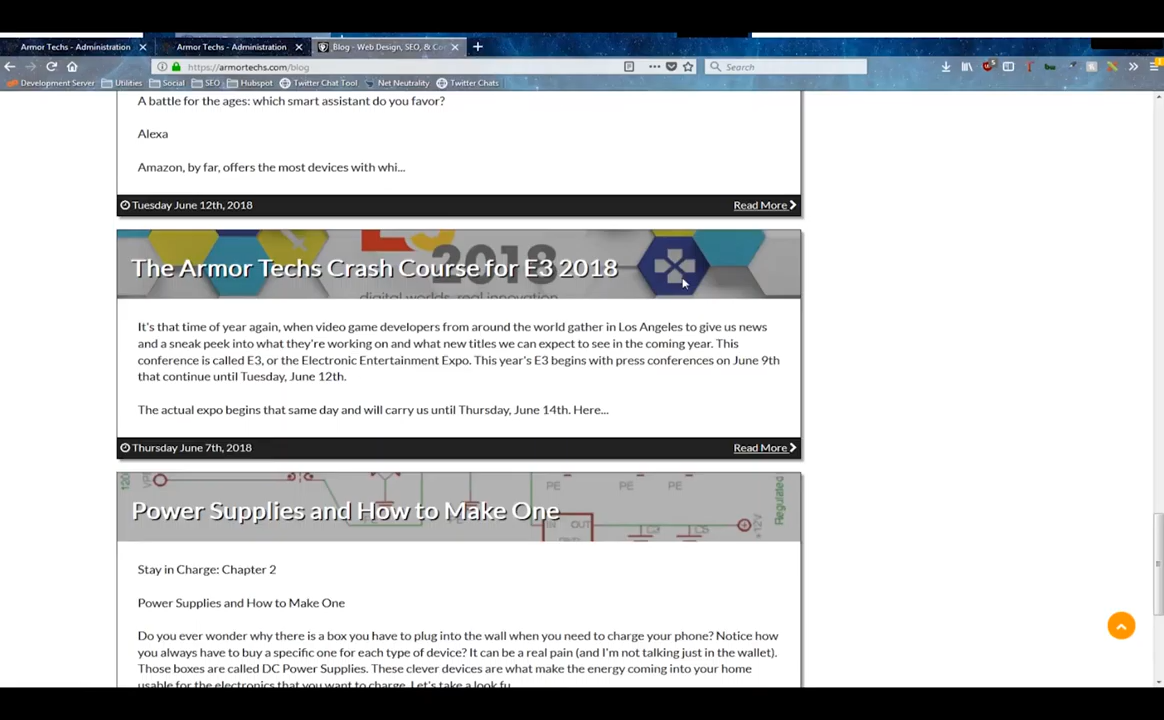 Armor Techs - Administration
Armor Techs - Administration
Blog - Web Design, SEO, & Co
https://armortechs.com/blog
Search
Development Server
Utilities
Social
SEO
Hubspot
Twitter Chat Tool
Net Neutrality
Twitter Chats
A battle for the ages: which smart assistant do you favor?
Alexa
Amazon, by far, offers the most devices with whi...
Tuesday June 12th, 2018
Read More
E3
2018
The Armor Techs Crash Course for E3 2018
digital worlds. real innovation
It's that time of year again, when video game developers from around the world gather in Los Angeles to give us news
and a sneak peek into what they're working on and what new titles we can expect to see in the coming year. This
conference is called E3, or the Electronic Entertainment Expo. This year's E3 begins with press conferences on June 9th
that continue until Tuesday, June 12th.
The actual expo begins that same day and will carry us until Thursday, June 14th. Here...
Thursday June 7th, 2018
Read More
PE
PE
PE
Regulated
Power Supplies and How to Make One
OUT
+12V
Stay in Charge: Chapter 2
Power Supplies and How to Make One
Do you ever wonder why there is a box you have to plug into the wall when you need to charge your phone? Notice how
you always have to buy a specific one for each type of device? It can be a real pain (and I'm not talking just in the wallet).
Those boxes are called DC Power Supplies. These clever devices are what make the energy coming into your home
usable for the electronics that you want to charge. Let's take a look fu